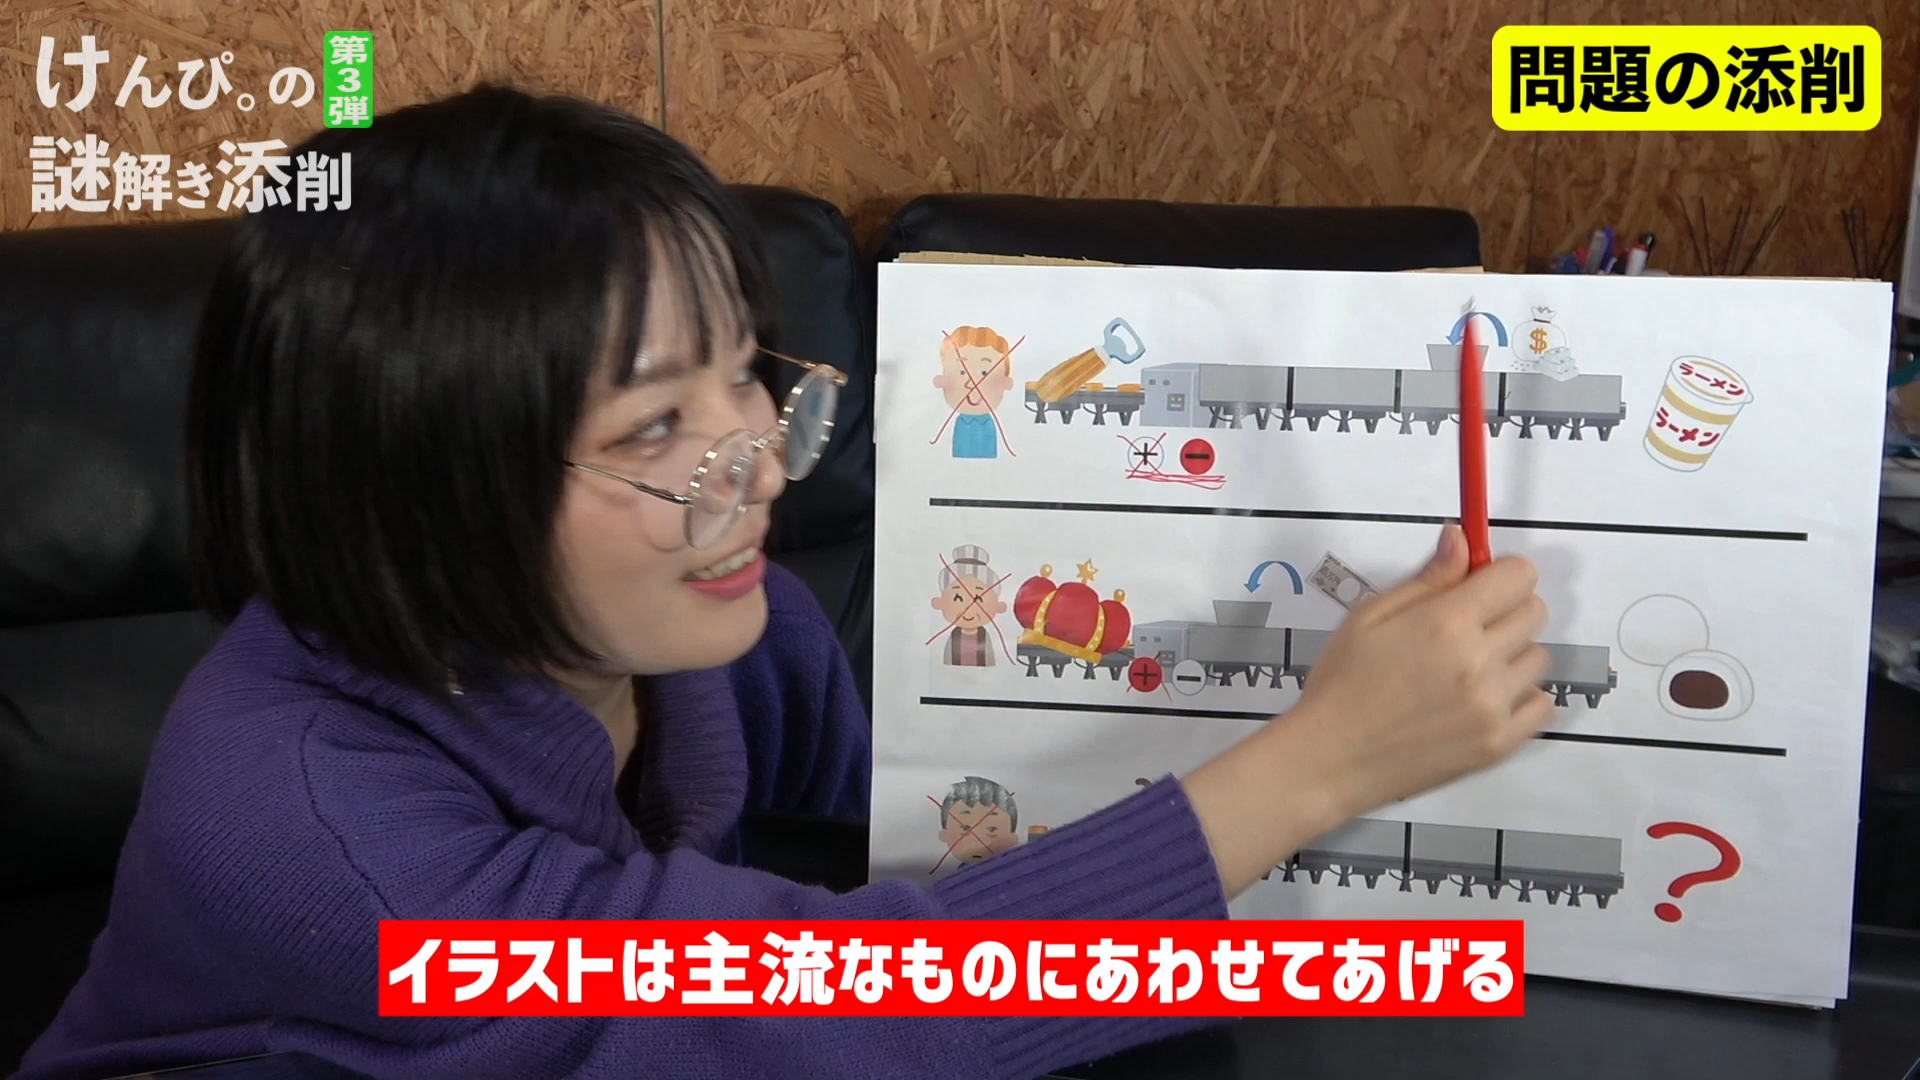 けんぴ。の
第3弾
謎解き添削
問題の添削
$
ラーメン
ラーメン
+ −
+ −
?
イラストは主流なものにあわせてあげる